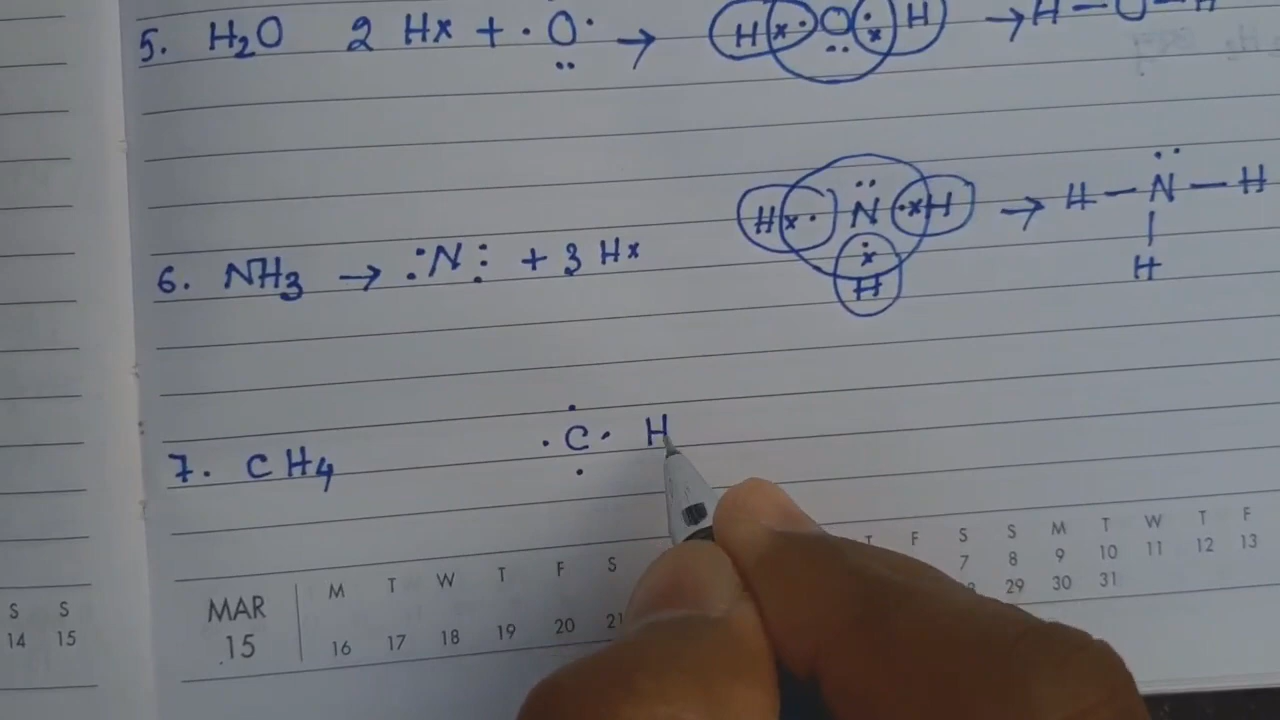 5. H₂O 2 Hx + ·Ö· → H x· O ·x H → H – O – H
6. NH3 → :N: + 3 Hx H x· N̈ ·x H → H – N̈ – H
H H
7. CH4 ·C· H
M T W T F S T F S S M T W T F
MAR 7 8 9 10 11 12 13
15 16 17 18 19 20 21 29 30 31
S S
14 15